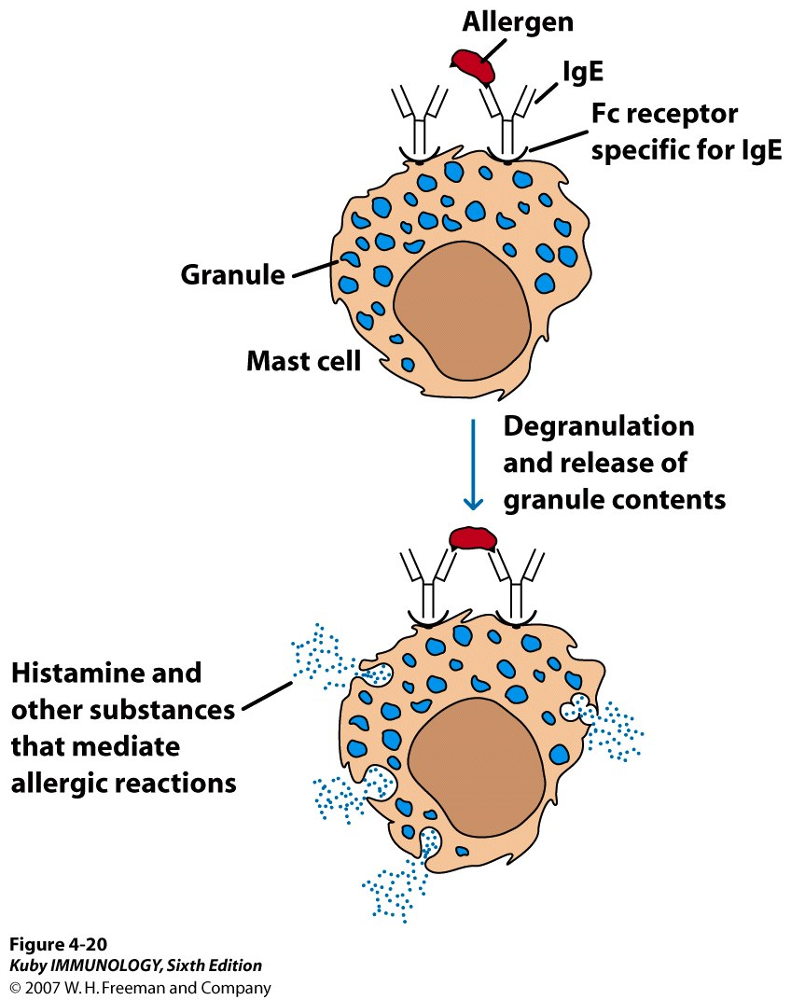 Allergen
IgE
Fc receptor
specific for IgE
Granule
Mast cell
Degranulation
and release of
granule contents
Histamine and
other substances
that mediate
allergic reactions
Figure 4-20
Kuby IMMUNOLOGY, Sixth Edition
© 2007 W. H. Freeman and Company